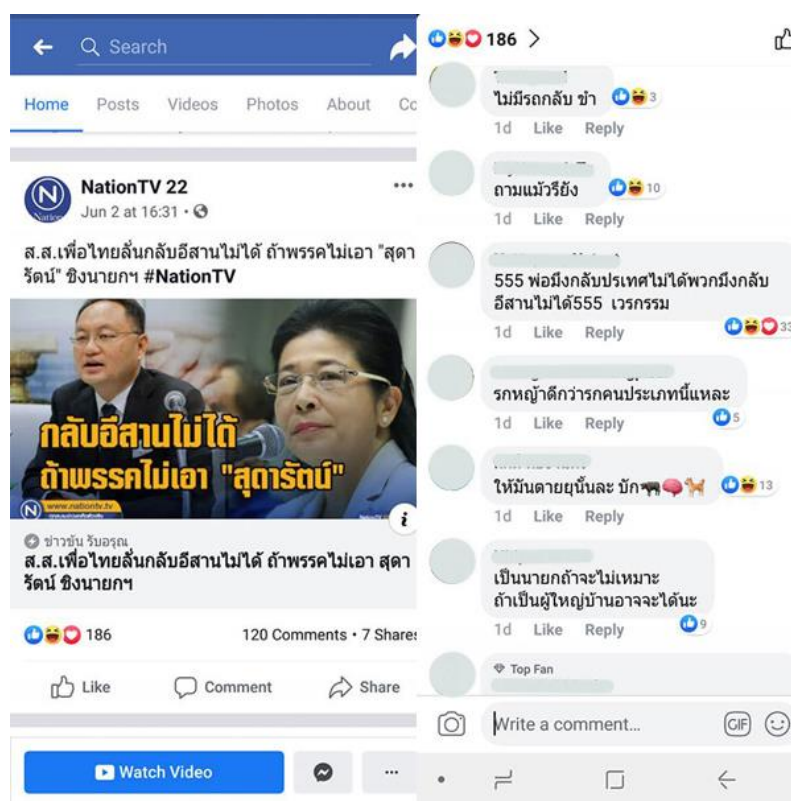 Search
Home Posts Videos Photos About Co
NationTV 22
Jun 2 at 16:31
ส.ส.เพื่อไทยลั่นกลับอีสานไม่ได้ ถ้าพรรคไม่เอา "สุดา
รัตน์" ชิงนายกฯ #NationTV
กลับอีสานไม่ได้
ถ้าพรรคไม่เอา "สุดารัตน์"
N www.nationtv.tv
ข่าวข้น รับอรุณ
ส.ส.เพื่อไทยลั่นกลับอีสานไม่ได้ ถ้าพรรคไม่เอา สุดา
รัตน์ ชิงนายกฯ
186 120 Comments • 7 Shares
Like Comment Share
Watch Video
186
ไม่มีรถกลับ ขำ 3
1d Like Reply
ถามแม้วรึยัง 10
1d Like Reply
555 พ่อมึงกลับประเทศไม่ได้พวกมึงกลับ
อีสานไม่ได้555 เวรกรรม
1d Like Reply 33
รกหญ้าดีกว่ารกคนประเภทนี้แหละ
1d Like Reply 5
ให้มันตายยุนั้นละ บัก🐃🧠🐕 13
1d Like Reply
เป็นนายกถ้าจะไม่เหมาะ
ถ้าเป็นผู้ใหญ่บ้านอาจจะได้นะ
1d Like Reply 9
Top Fan
Write a comment... GIF